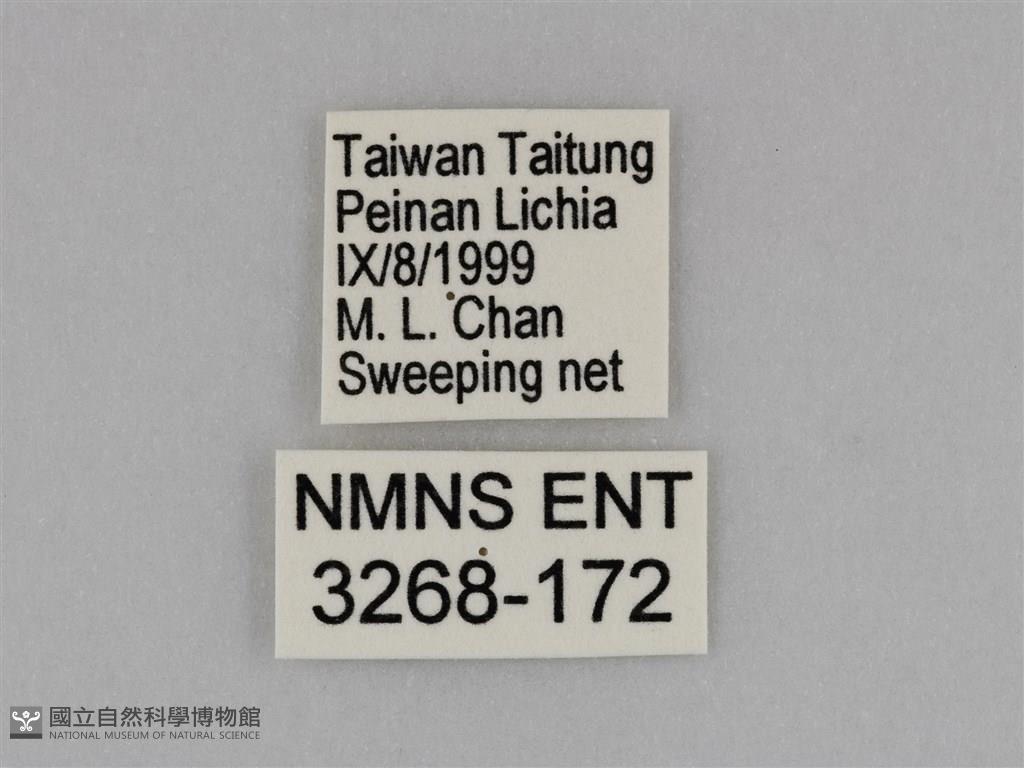 Taiwan Taitung
Peinan Lichia
IX/8/1999
M. L. Chan
Sweeping net
NMNS ENT
3268-172
國立自然科學博物館
NATIONAL MUSEUM OF NATURAL SCIENCE